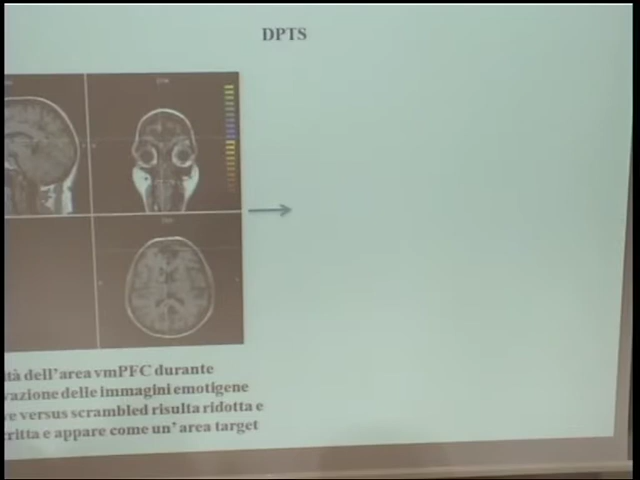 DPTS
tà dell'area vmPFC durante
vazione delle immagini emotigene
ve versus scrambled risulta ridotta e
critta e appare come un'area target